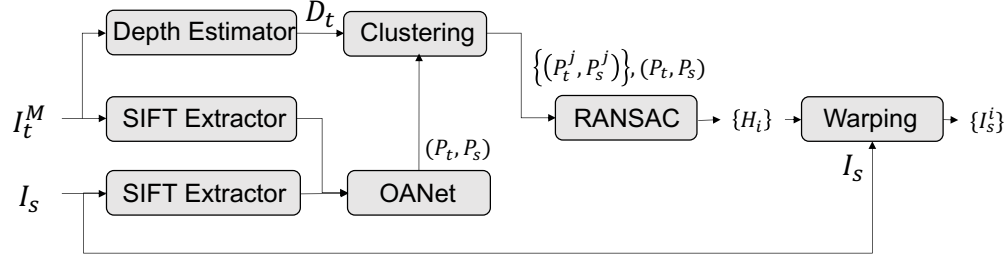 D_t
Depth Estimator
Clustering
{(P_t^j, P_s^j)}, (P_t, P_s)
I_t^M
SIFT Extractor
RANSAC
{H_i}
Warping
{I_s^i}
(P_t, P_s)
I_s
I_s
SIFT Extractor
OANet